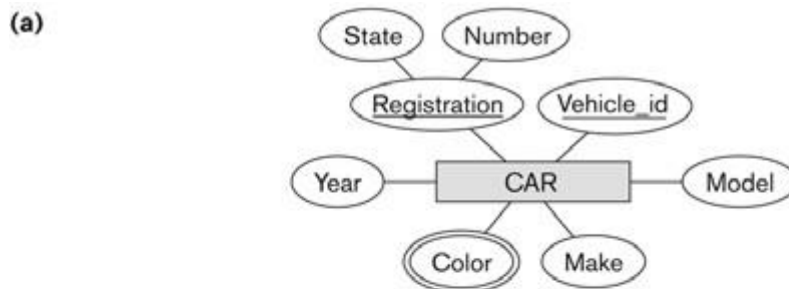 (a)
State Number
Registration Vehicle_id
Year CAR Model
Color Make